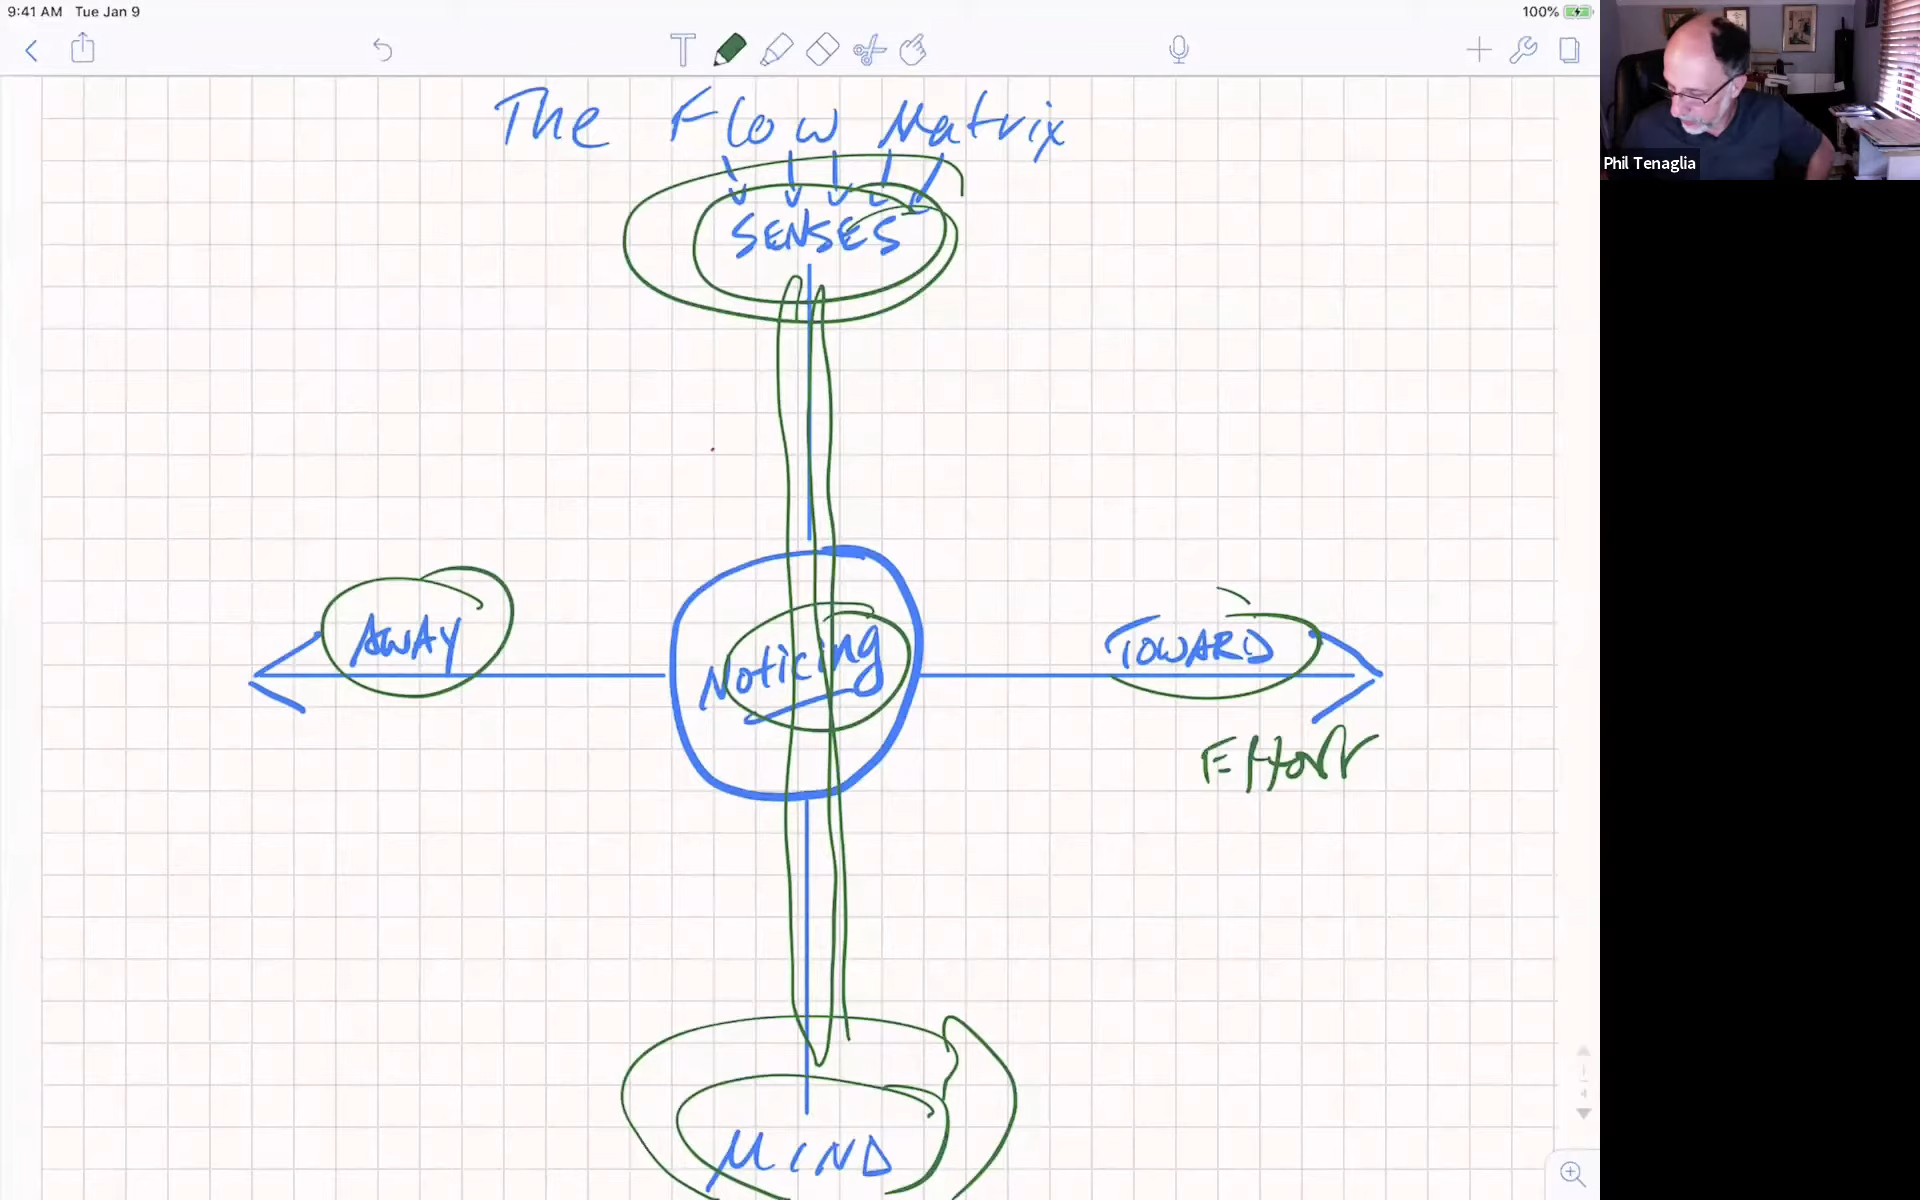 9:41 AM Tue Jan 9
100%
T
The Flow Matrix
SENSES
AWAY
Noticing
TOWARD
Effort
MIND
Phil Tenaglia